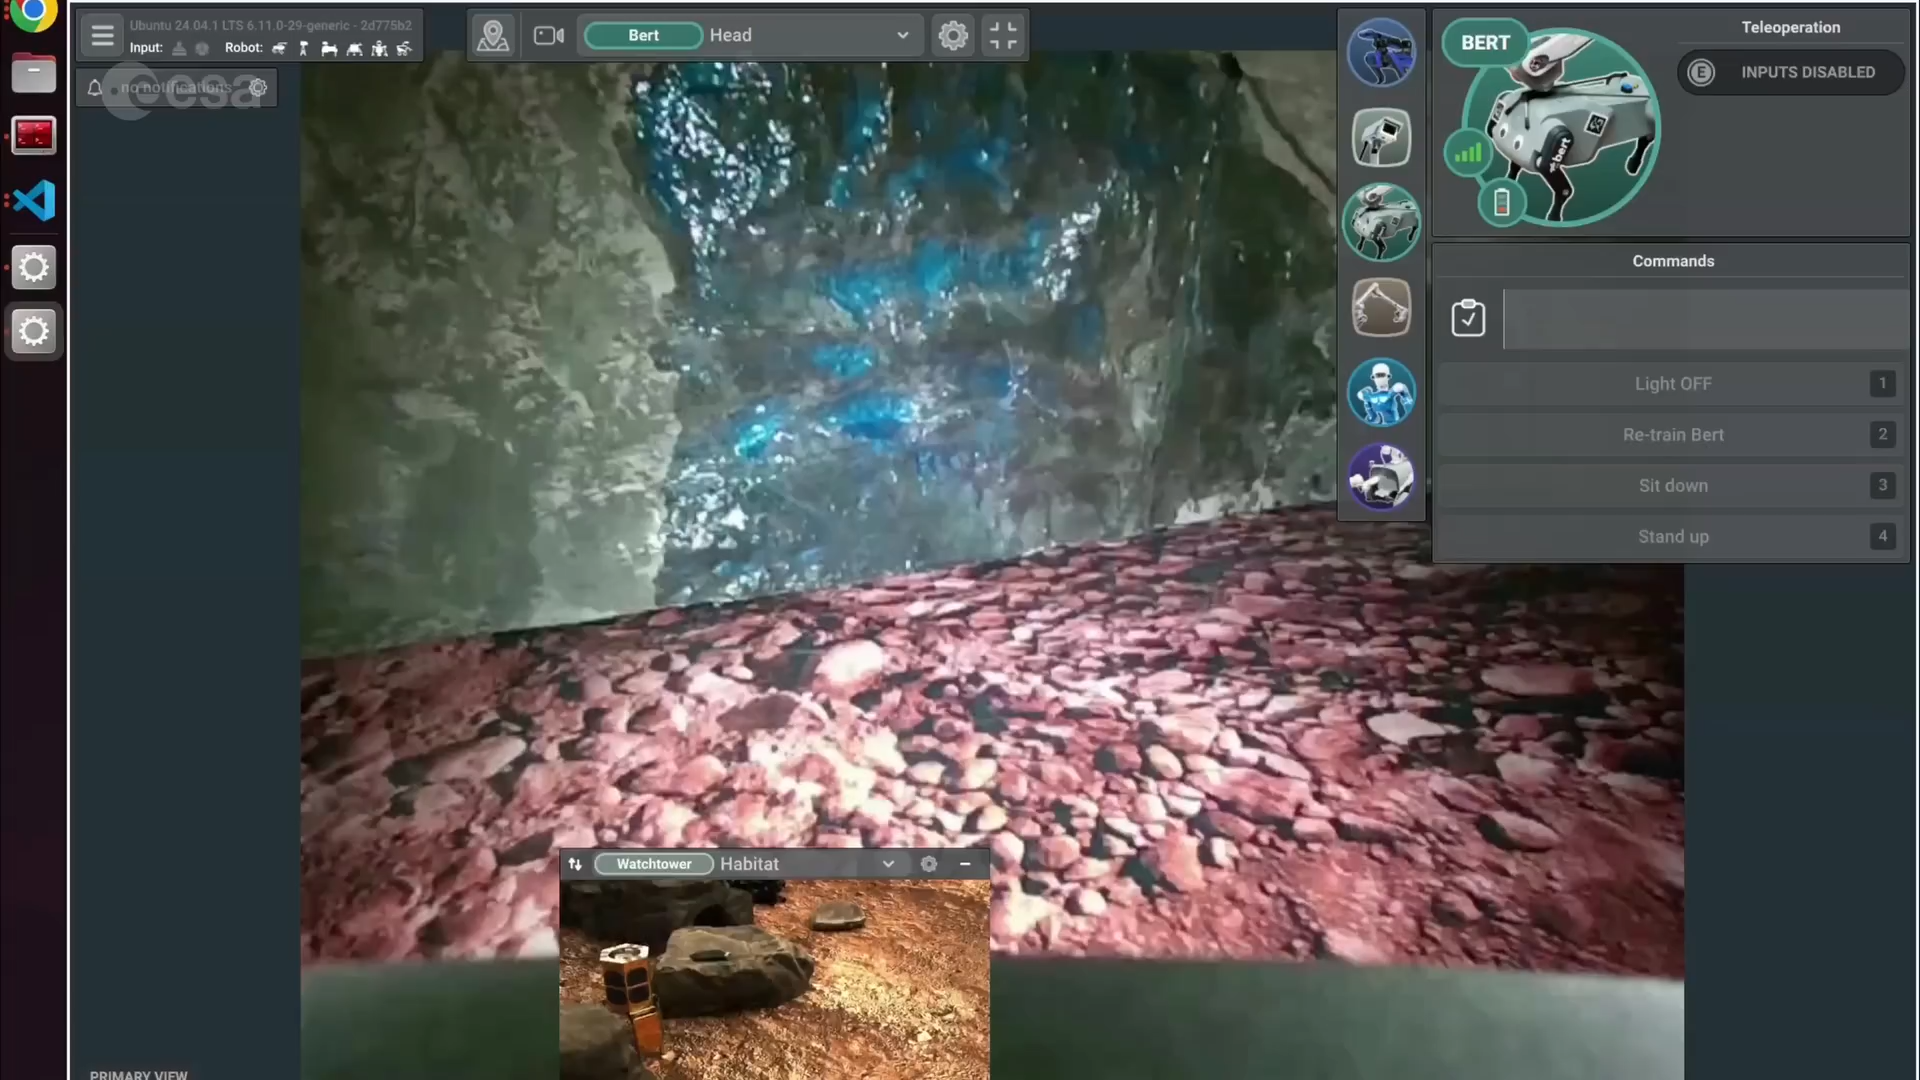 Ubuntu 24.04.1 LTS 6.11.0-29-generic - 2d775b2
Input:
Robot:
no notifications
esa
Bert
Head
BERT
bert
Teleoperation
E
INPUTS DISABLED
Commands
Light OFF
1
Re-train Bert
2
Sit down
3
Stand up
4
Watchtower
Habitat
PRIMARY VIEW